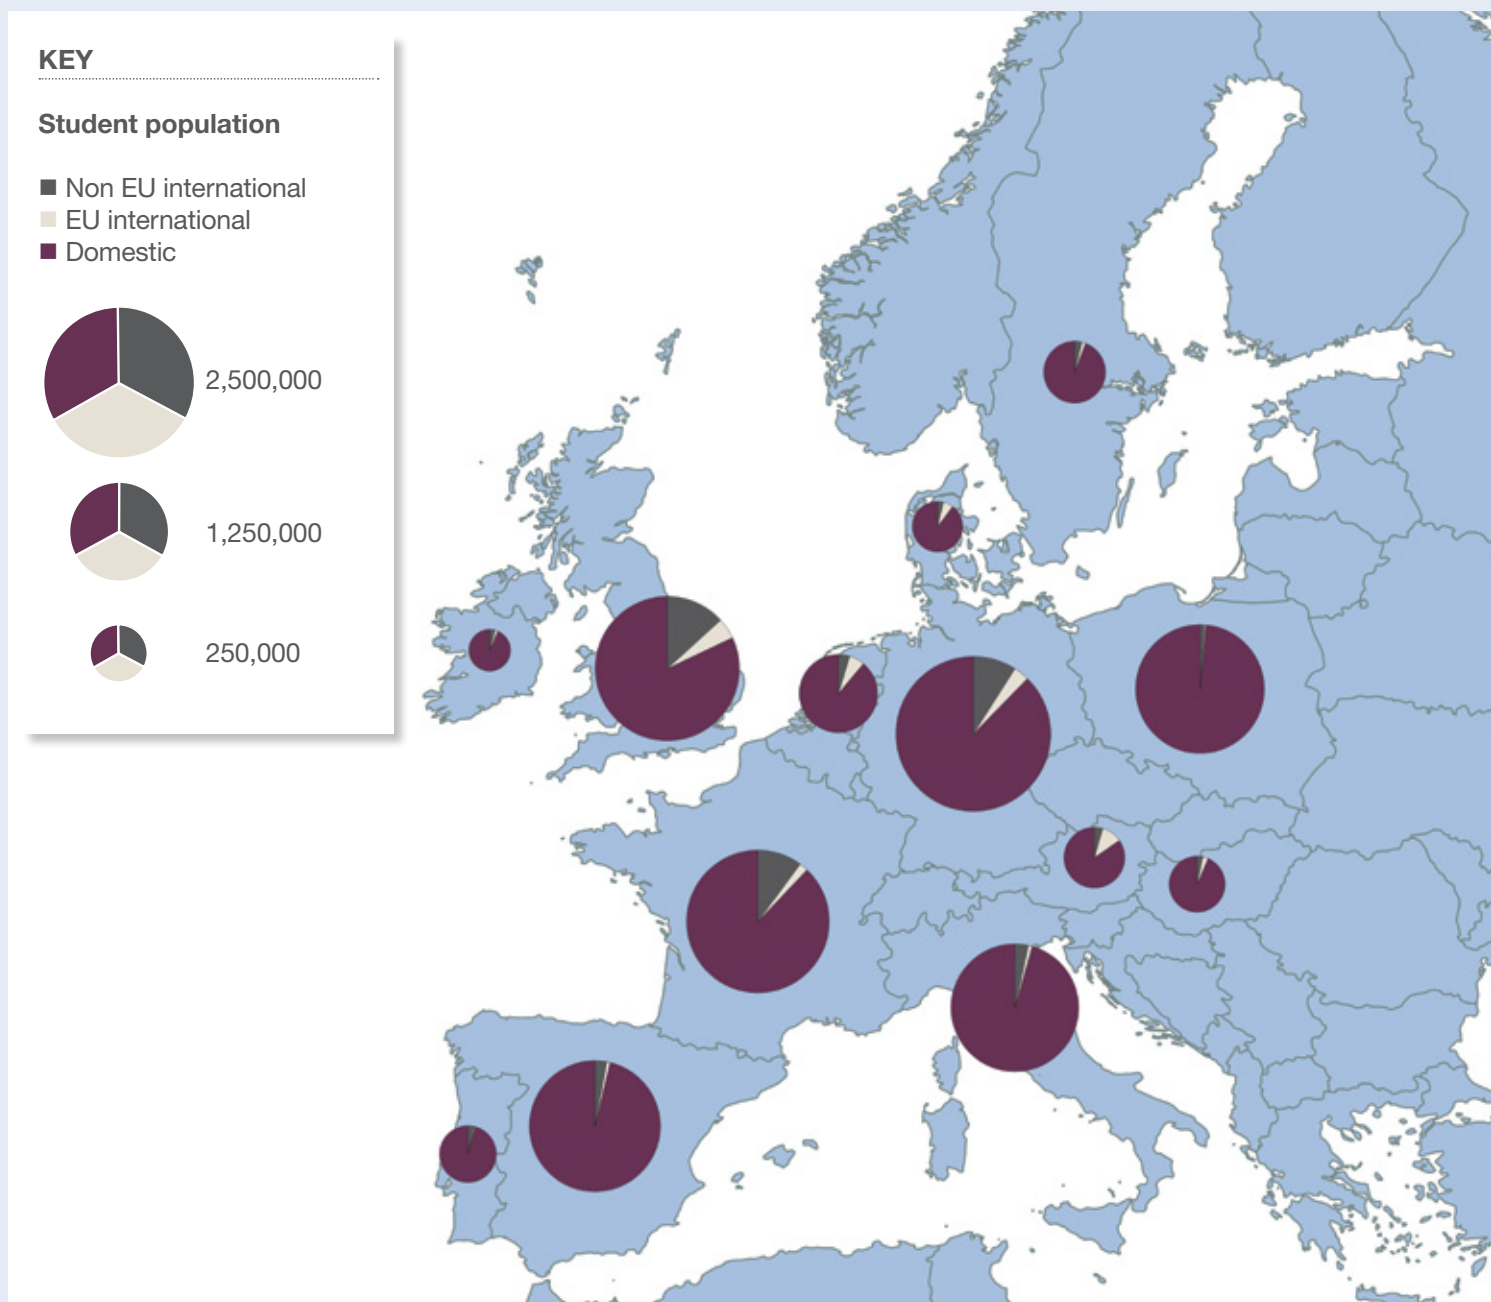 KEY
Student population
Non EU international
EU international
Domestic
2,500,000
1,250,000
250,000